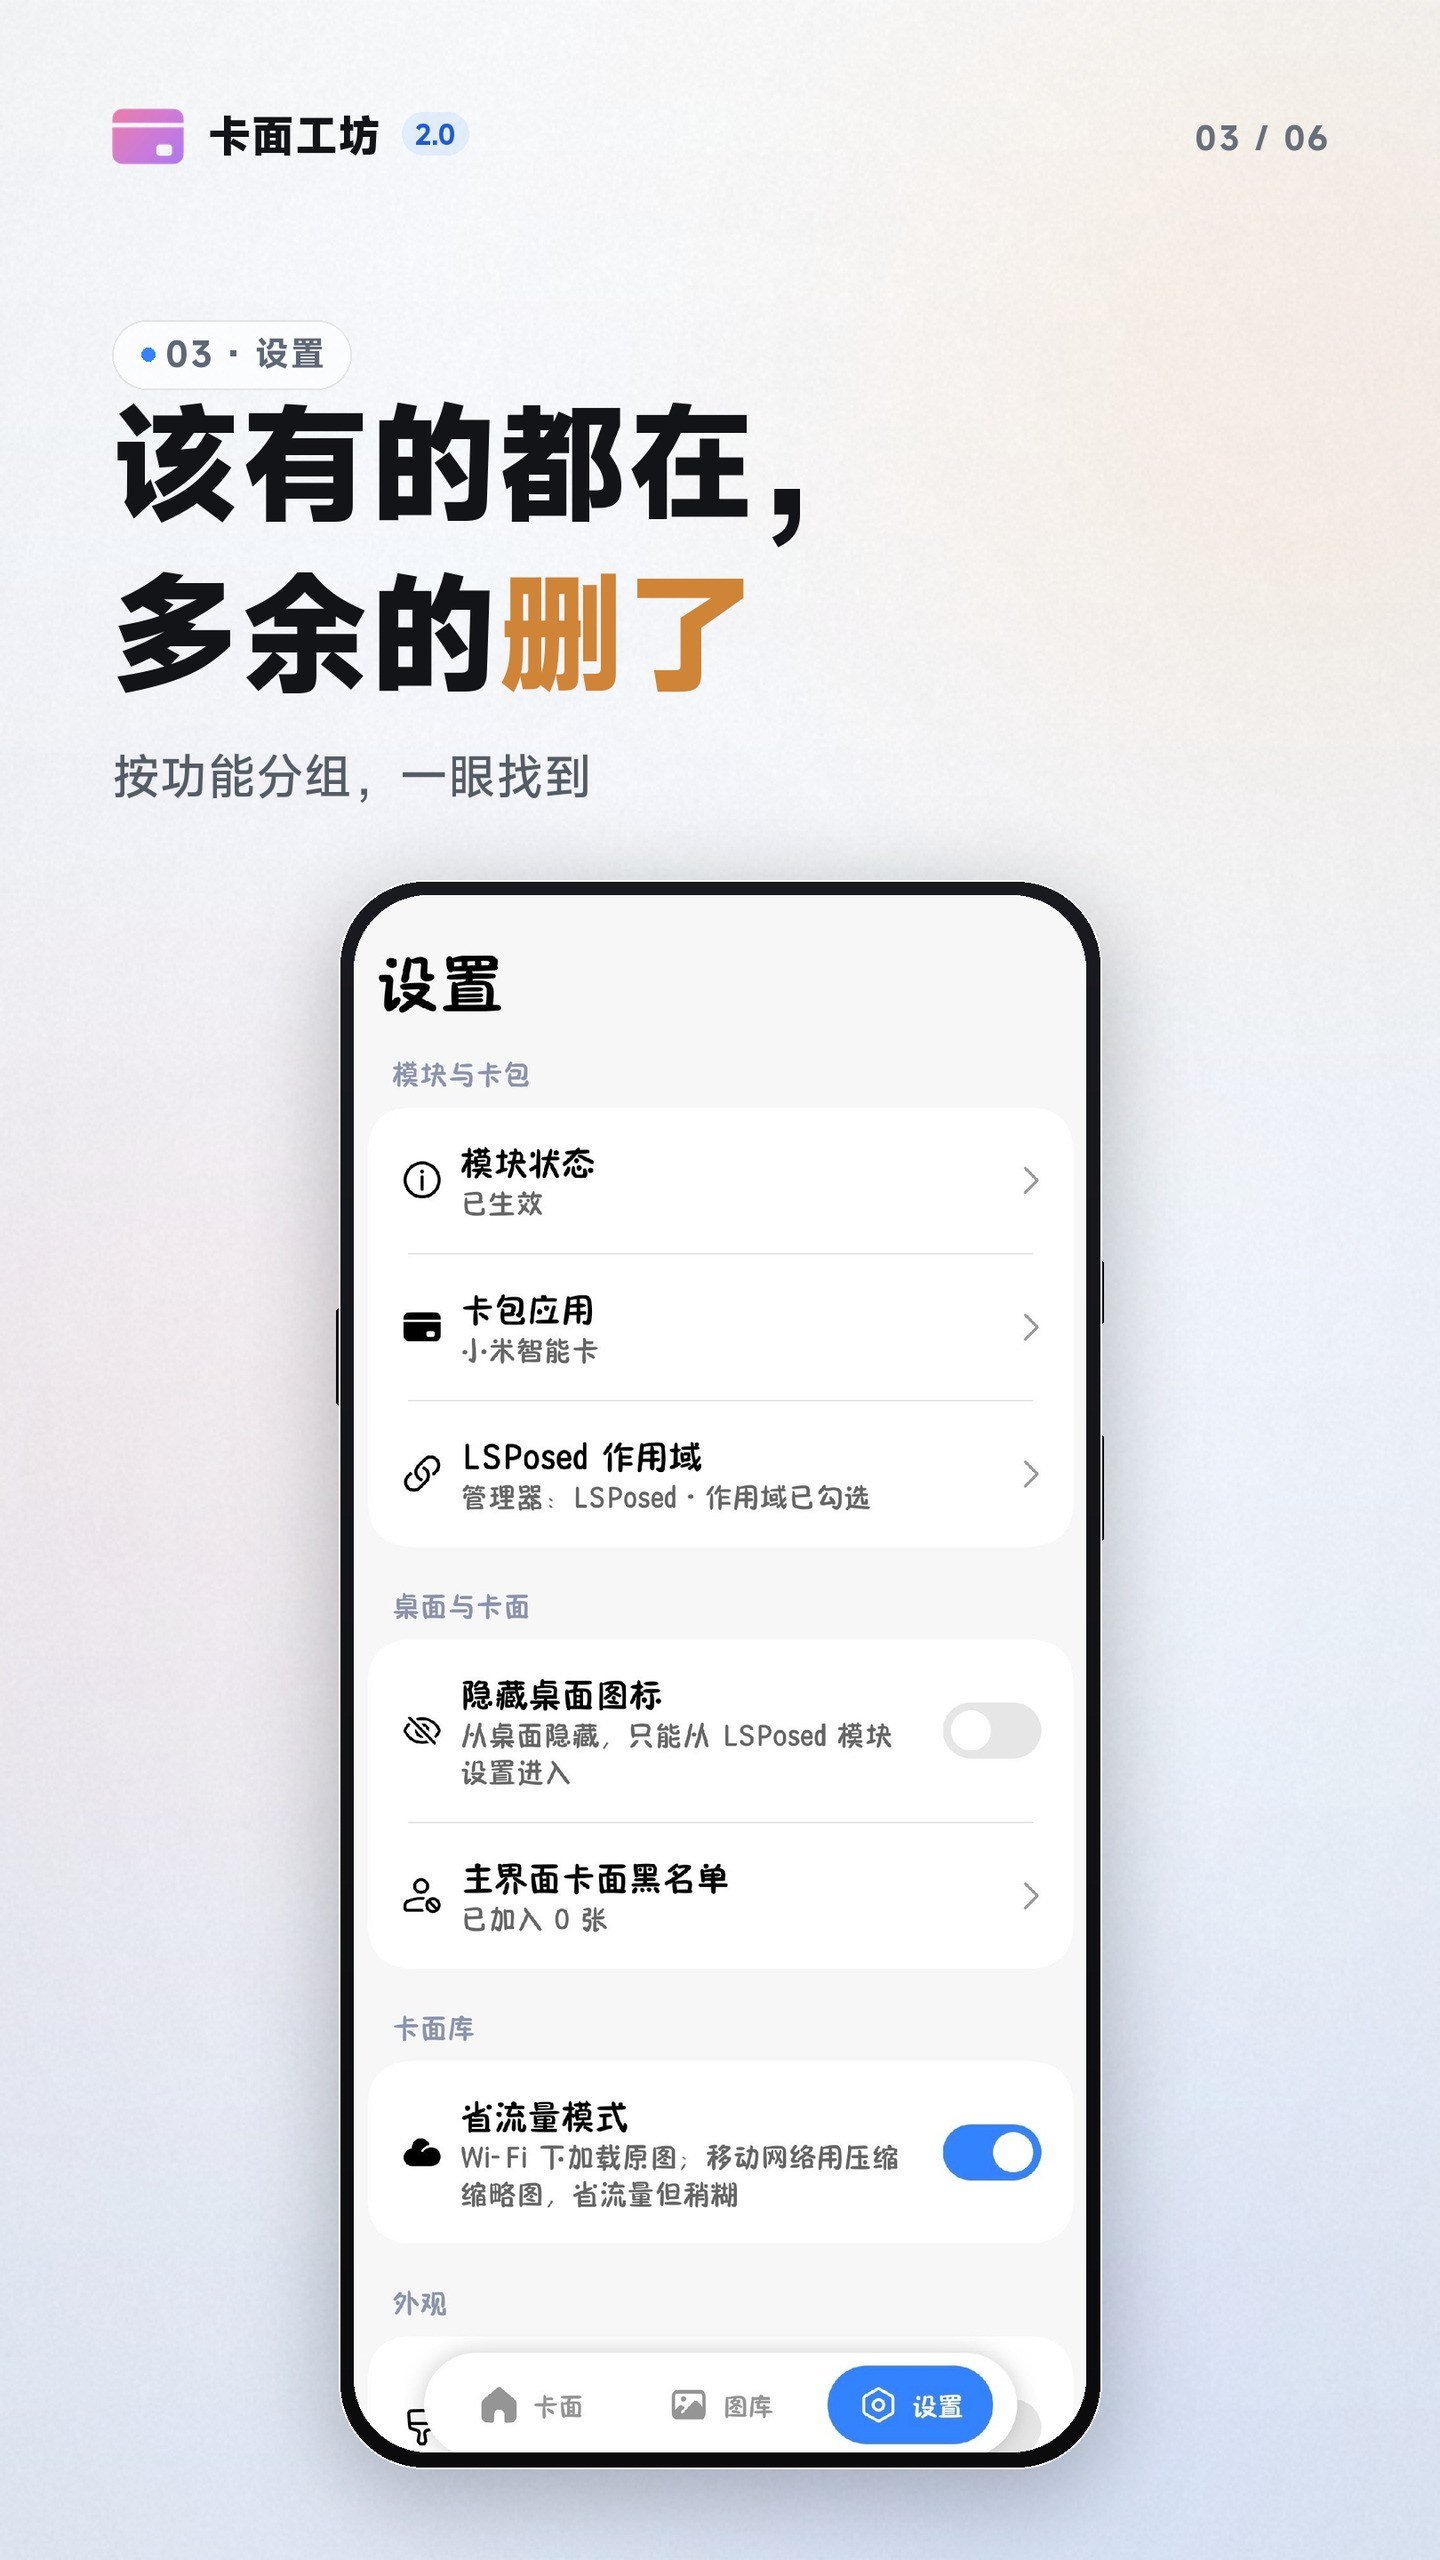 卡面工坊 2.0
03 / 06
03 · 设置
该有的都在，
多余的删了
按功能分组，一眼找到
设置
模块与卡包
模块状态
已生效
卡包应用
小米智能卡
LSPosed 作用域
管理器：LSPosed · 作用域已勾选
桌面与卡面
隐藏桌面图标
从桌面隐藏，只能从 LSPosed 模块
设置进入
主界面卡面黑名单
已加入 0 张
卡面库
省流量模式
Wi-Fi 下加载原图；移动网络用压缩
缩略图，省流量但稍糊
外观
卡面 图库 设置